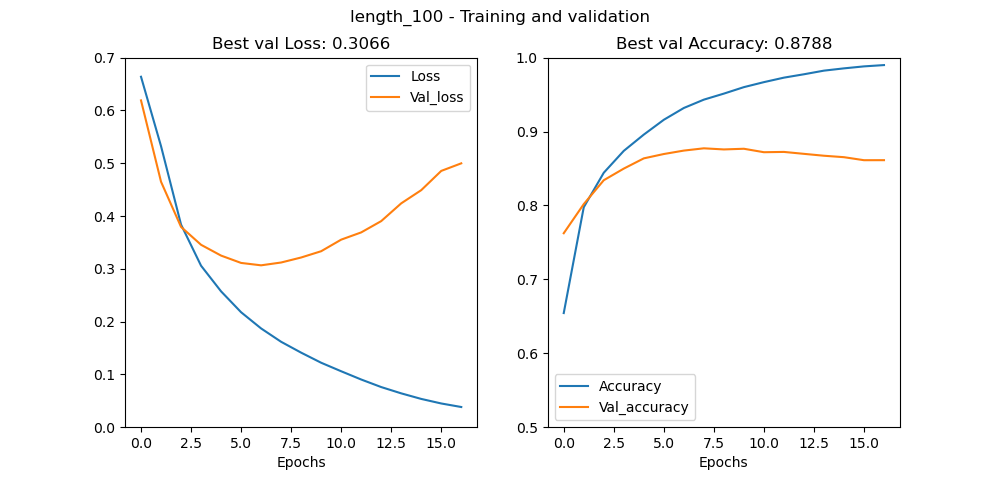 length_100 - Training and validation
Best val Loss: 0.3066
0.7
0.6
0.5
0.4
0.3
0.2
0.1
0.0
0.0 2.5 5.0 7.5 10.0 12.5 15.0
Epochs
Loss
Val_loss
Best val Accuracy: 0.8788
1.0
0.9
0.8
0.7
0.6
0.5
0.0 2.5 5.0 7.5 10.0 12.5 15.0
Epochs
Accuracy
Val_accuracy